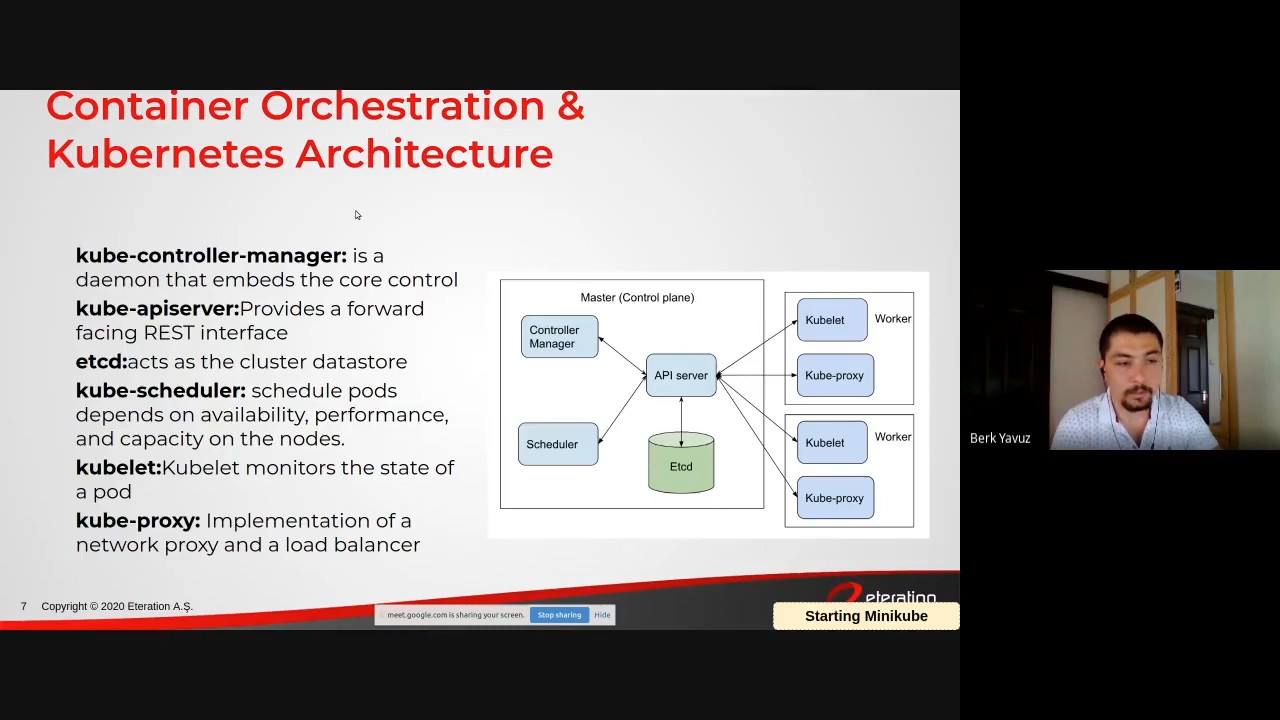 Container Orchestration &
Kubernetes Architecture
kube-controller-manager: is a
daemon that embeds the core control
kube-apiserver:Provides a forward
facing REST interface
etcd:acts as the cluster datastore
kube-scheduler: schedule pods
depends on availability, performance,
and capacity on the nodes.
kubelet:Kubelet monitors the state of
a pod
kube-proxy: Implementation of a
network proxy and a load balancer
Master (Control plane)
Controller
Manager
API server
Scheduler
Etcd
Kubelet
Worker
Kube-proxy
Kubelet
Worker
Kube-proxy
Berk Yavuz
7 Copyright © 2020 Eteration A.Ş.
meet.google.com is sharing your screen. Stop sharing Hide
eteration
Starting Minikube